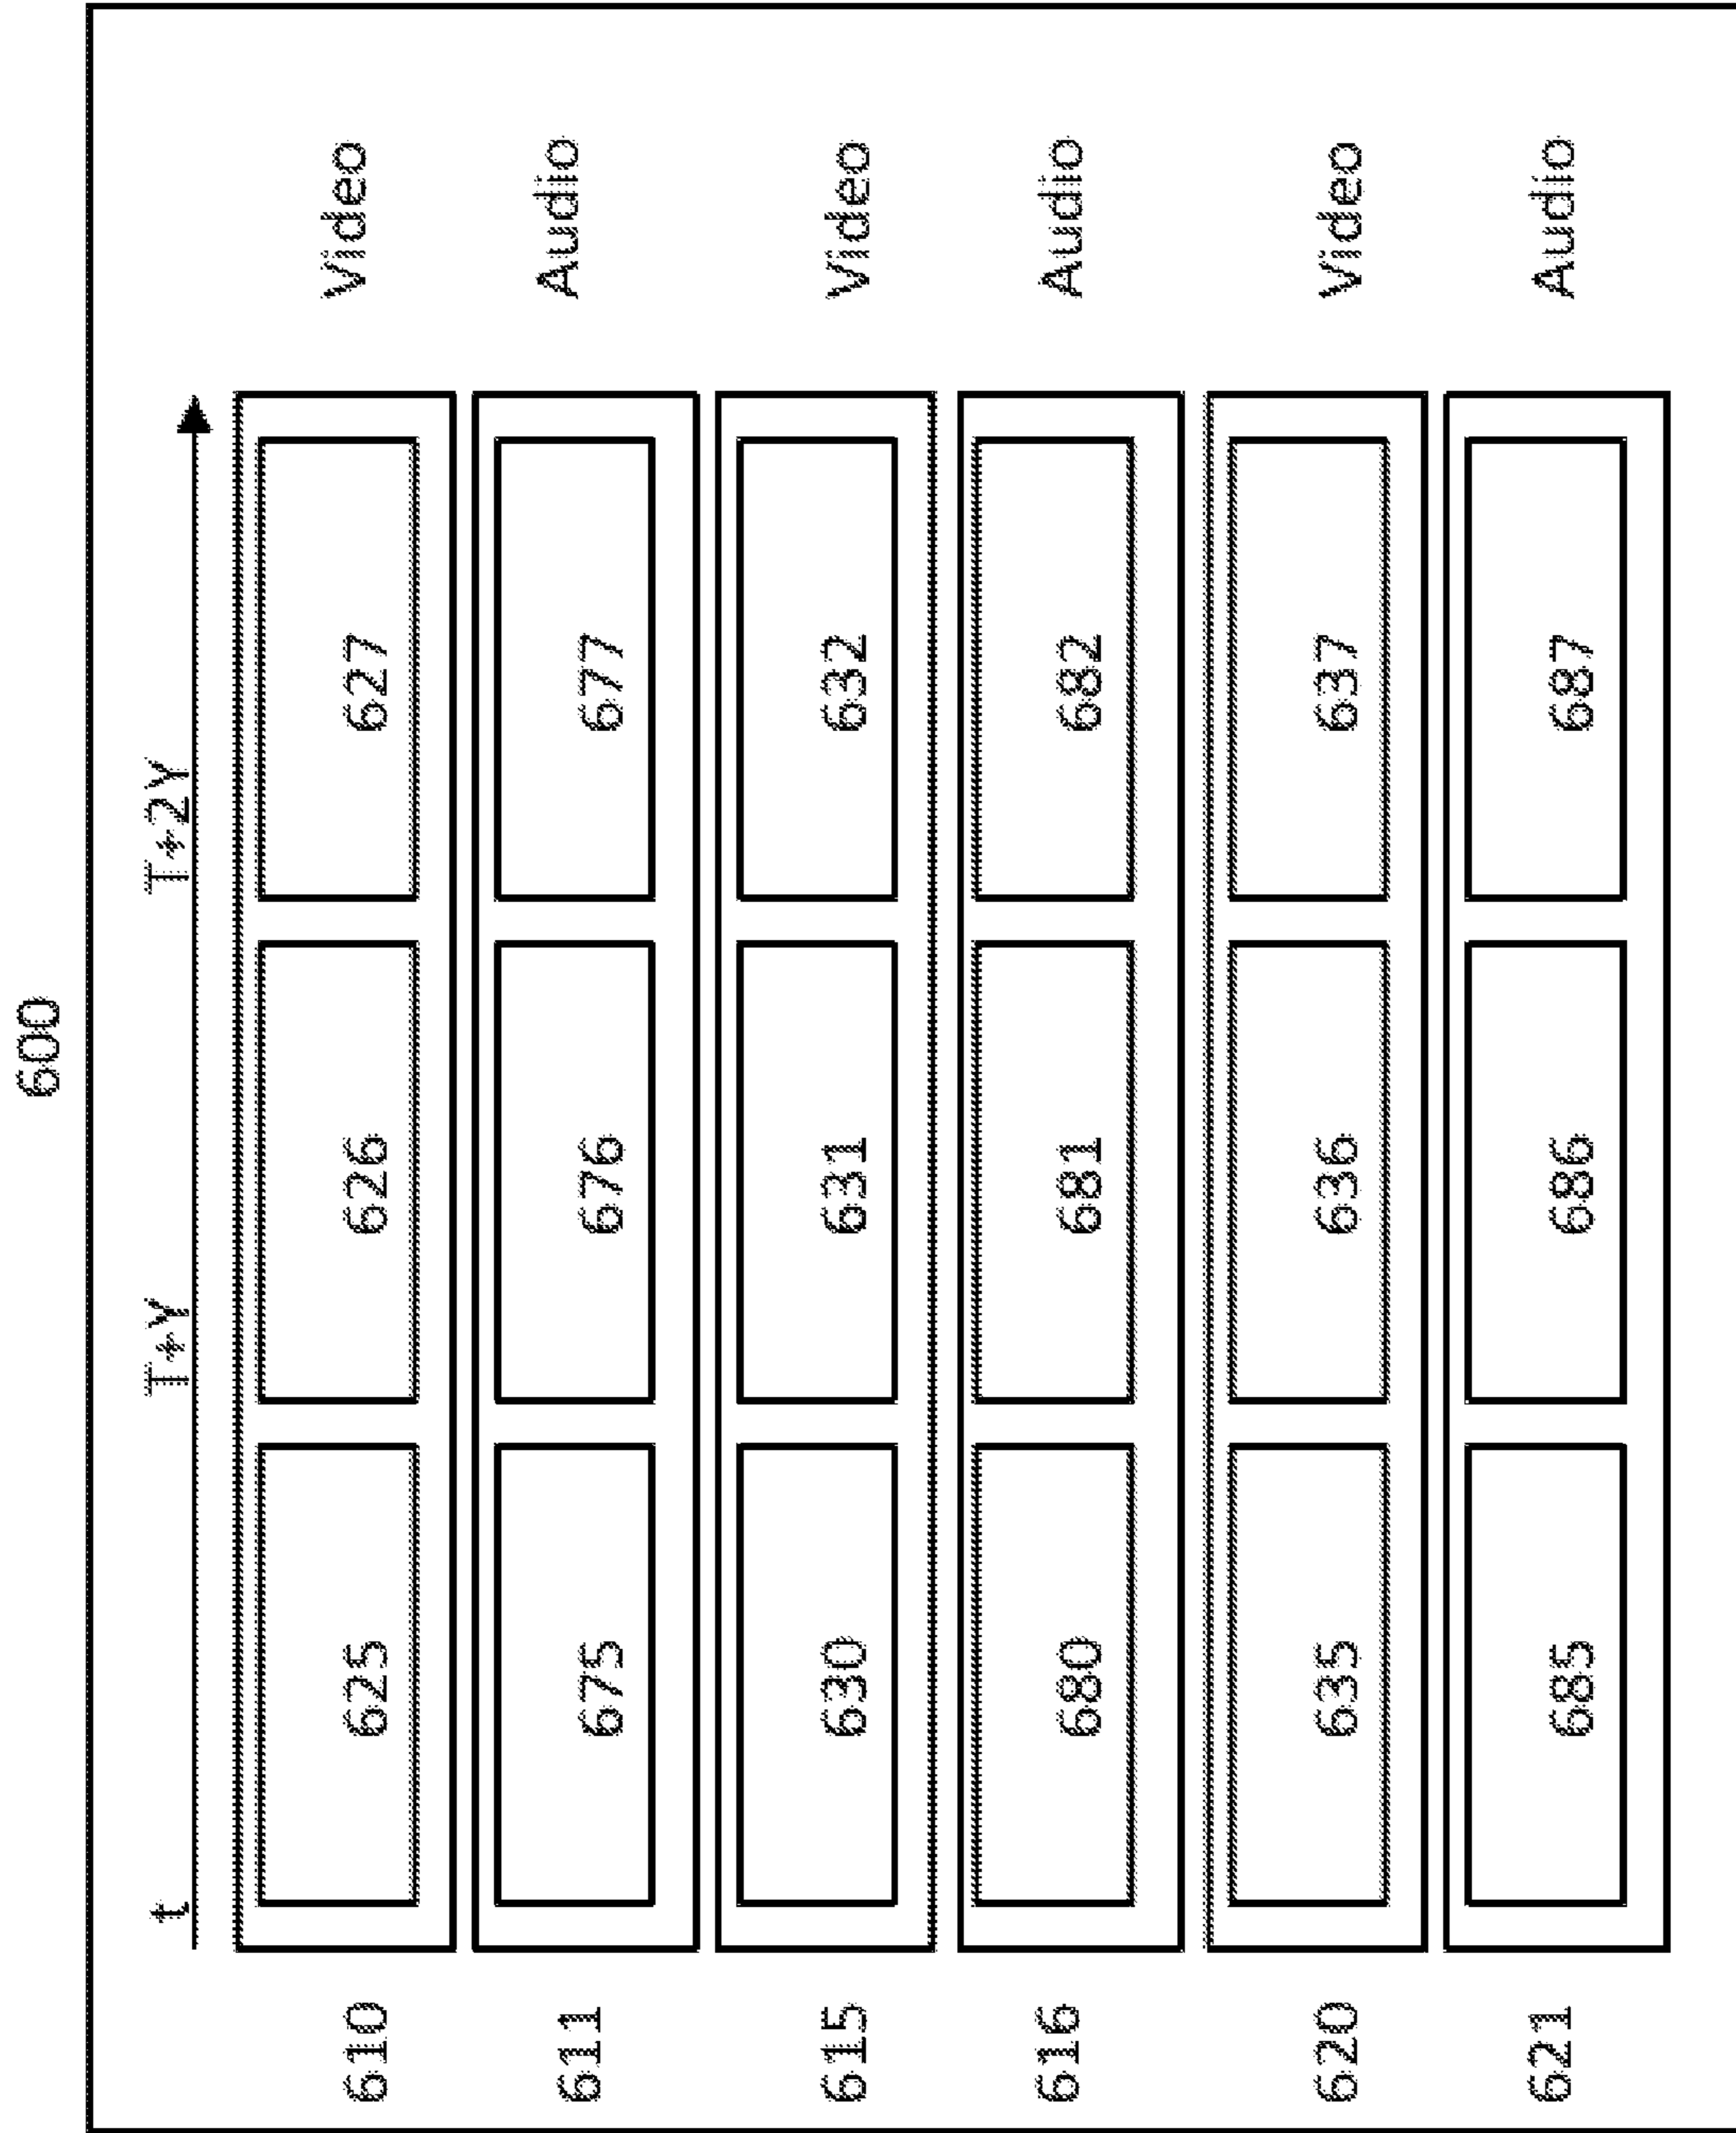 600
t T+Y T+2Y
610 625 626 627 Video
611 675 676 677 Audio
615 630 631 632 Video
616 680 681 682 Audio
620 635 636 637 Video
621 685 686 687 Audio